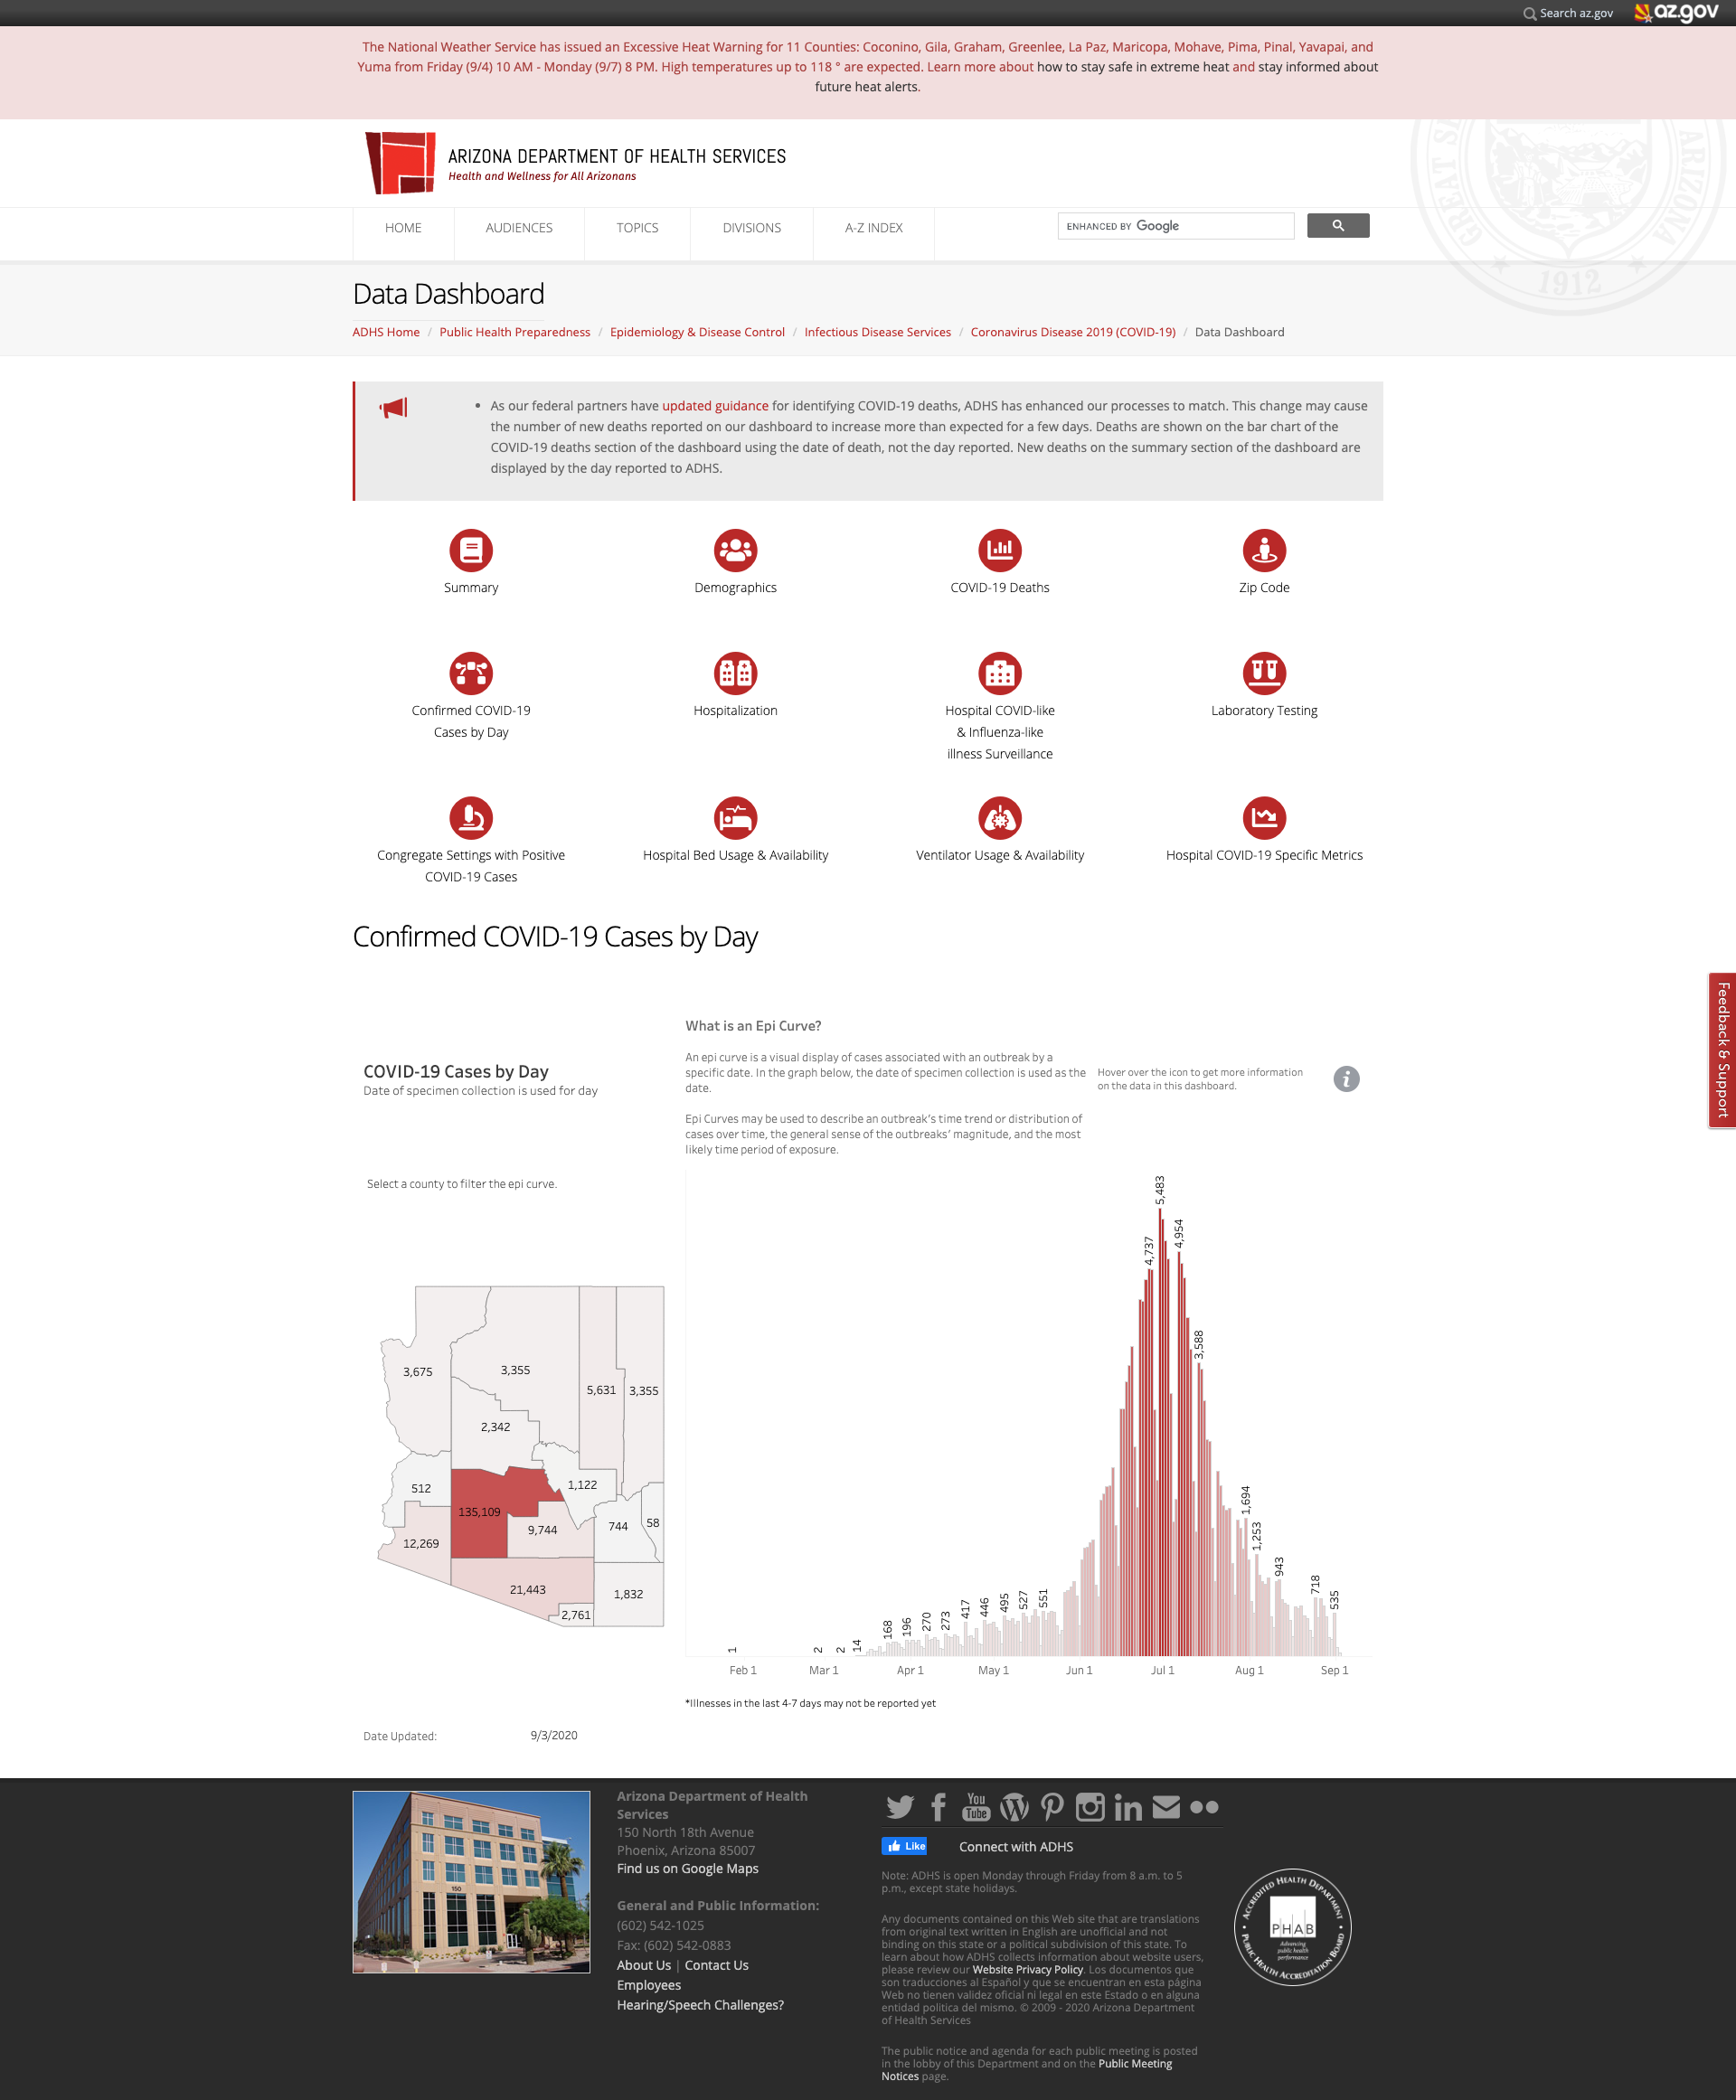 Search az.gov
az.gov
The National Weather Service has issued an Excessive Heat Warning for 11 Counties: Coconino, Gila, Graham, Greenlee, La Paz, Maricopa, Mohave, Pima, Pinal, Yavapai, and
Yuma from Friday (9/4) 10 AM - Monday (9/7) 8 PM. High temperatures up to 118 ° are expected. Learn more about how to stay safe in extreme heat and stay informed about
future heat alerts.
ARIZONA DEPARTMENT OF HEALTH SERVICES
Health and Wellness for All Arizonans
GREAT S
ARIZONA
1912
HOME
AUDIENCES
TOPICS
DIVISIONS
A-Z INDEX
ENHANCED BY Google
Data Dashboard
ADHS Home / Public Health Preparedness / Epidemiology & Disease Control / Infectious Disease Services / Coronavirus Disease 2019 (COVID-19) / Data Dashboard
• As our federal partners have updated guidance for identifying COVID-19 deaths, ADHS has enhanced our processes to match. This change may cause
the number of new deaths reported on our dashboard to increase more than expected for a few days. Deaths are shown on the bar chart of the
COVID-19 deaths section of the dashboard using the date of death, not the day reported. New deaths on the summary section of the dashboard are
displayed by the day reported to ADHS.
Summary
Demographics
COVID-19 Deaths
Zip Code
Confirmed COVID-19
Cases by Day
Hospitalization
Hospital COVID-like
& Influenza-like
illness Surveillance
Laboratory Testing
Congregate Settings with Positive
COVID-19 Cases
Hospital Bed Usage & Availability
Ventilator Usage & Availability
Hospital COVID-19 Specific Metrics
Confirmed COVID-19 Cases by Day
Feedback & Support
COVID-19 Cases by Day
Date of specimen collection is used for day
What is an Epi Curve?
An epi curve is a visual display of cases associated with an outbreak by a
specific date. In the graph below, the date of specimen collection is used as the
date.
Epi Curves may be used to describe an outbreak's time trend or distribution of
cases over time, the general sense of the outbreaks' magnitude, and the most
likely time period of exposure.
Hover over the icon to get more information
on the data in this dashboard.
i
Select a county to filter the epi curve.
3,675
3,355
5,631
3,355
2,342
512
1,122
135,109
9,744
744
58
12,269
21,443
1,832
2,761
1
2
2
14
168
196
270
273
417
446
495
527
551
4,737
5,483
4,954
3,588
1,694
1,253
943
718
535
Feb 1
Mar 1
Apr 1
May 1
Jun 1
Jul 1
Aug 1
Sep 1
*Illnesses in the last 4-7 days may not be reported yet
Date Updated:
9/3/2020
150
Arizona Department of Health
Services
150 North 18th Avenue
Phoenix, Arizona 85007
Find us on Google Maps
General and Public Information:
(602) 542-1025
Fax: (602) 542-0883
About Us | Contact Us
Employees
Hearing/Speech Challenges?
You
Tube
in
Like
Connect with ADHS
Note: ADHS is open Monday through Friday from 8 a.m. to 5
p.m., except state holidays.
Any documents contained on this Web site that are translations
from original text written in English are unofficial and not
binding on this state or a political subdivision of this state. To
learn about how ADHS collects information about website users,
please review our Website Privacy Policy. Los documentos que
son traducciones al Español y que se encuentran en esta página
Web no tienen validez oficial ni legal en este Estado o en alguna
entidad politica del mismo. © 2009 - 2020 Arizona Department
of Health Services
The public notice and agenda for each public meeting is posted
in the lobby of this Department and on the Public Meeting
Notices page.
ACCREDITED HEALTH DEPARTMENT
PHAB
Advancing
public health
performance
PUBLIC HEALTH ACCREDITATION BOARD